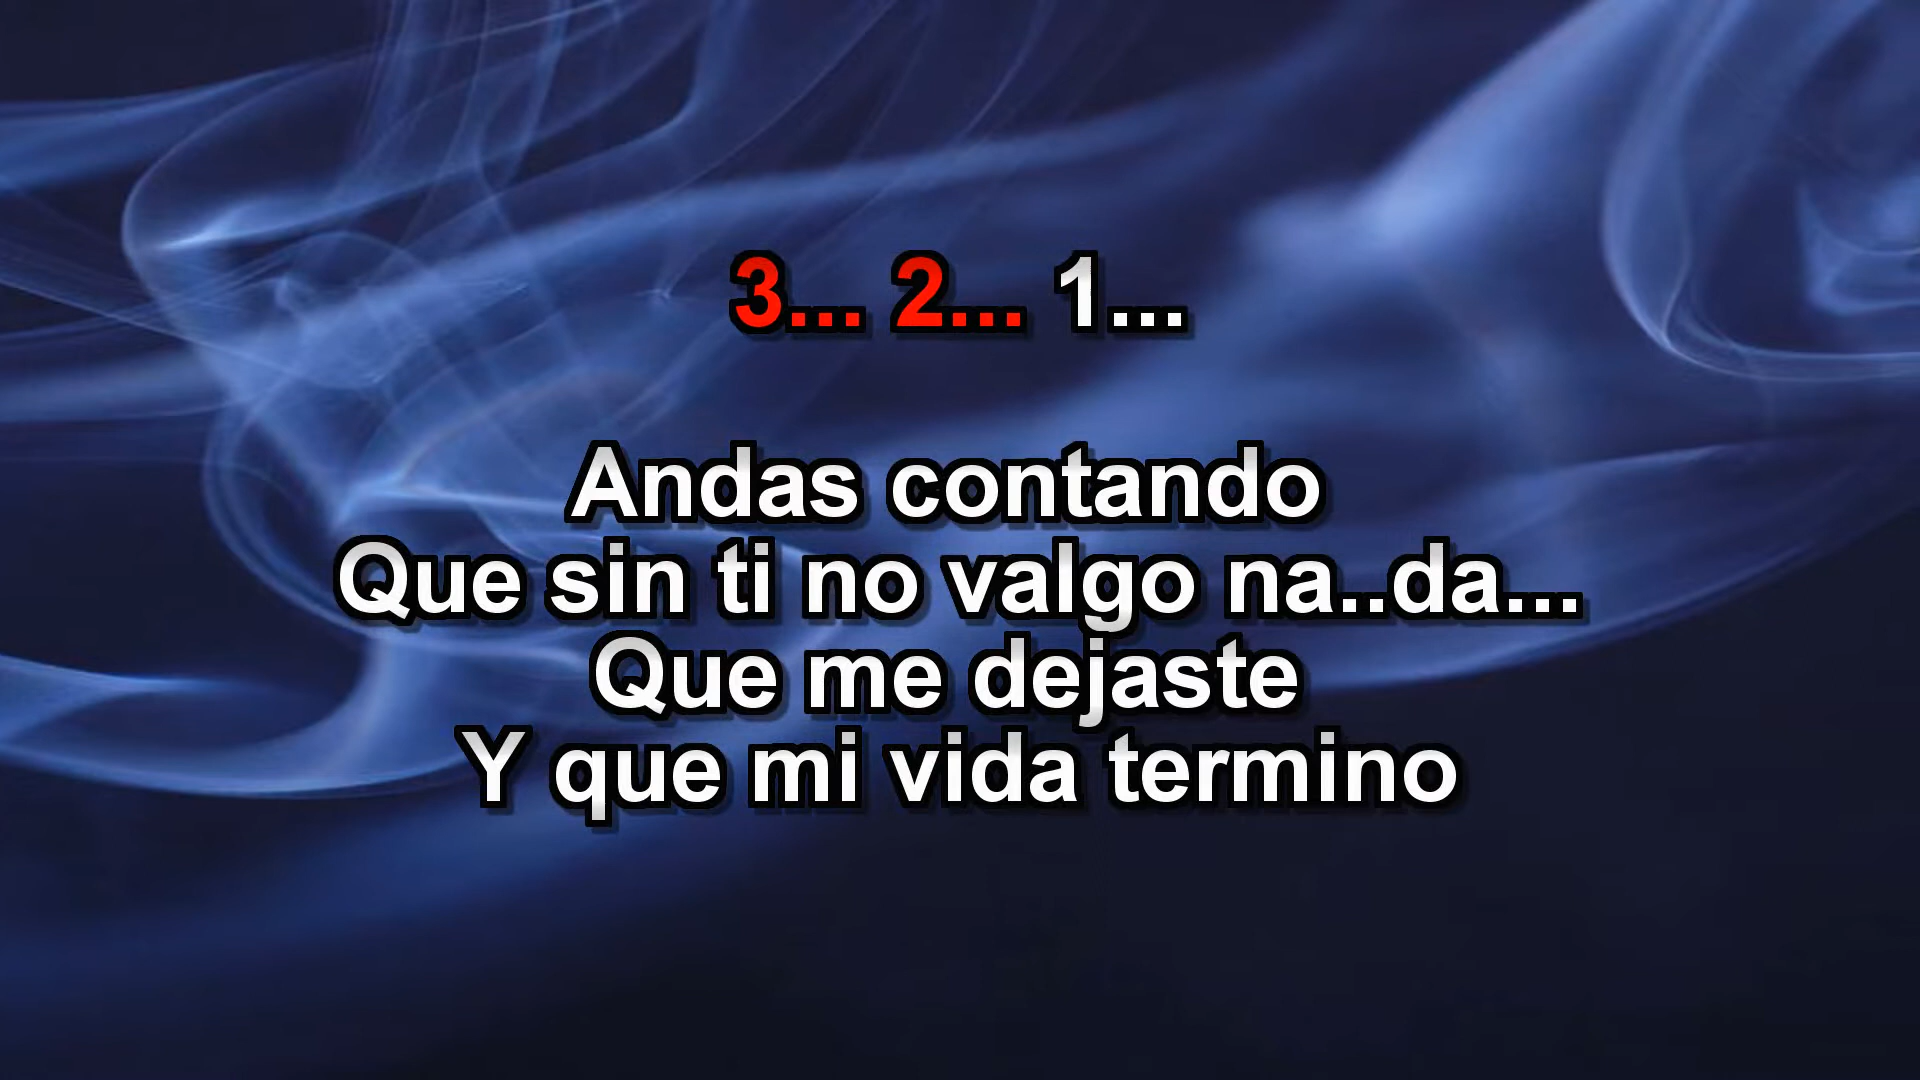 3... 2... 1...
Andas contando
Que sin ti no valgo na..da...
Que me dejaste
Y que mi vida termino